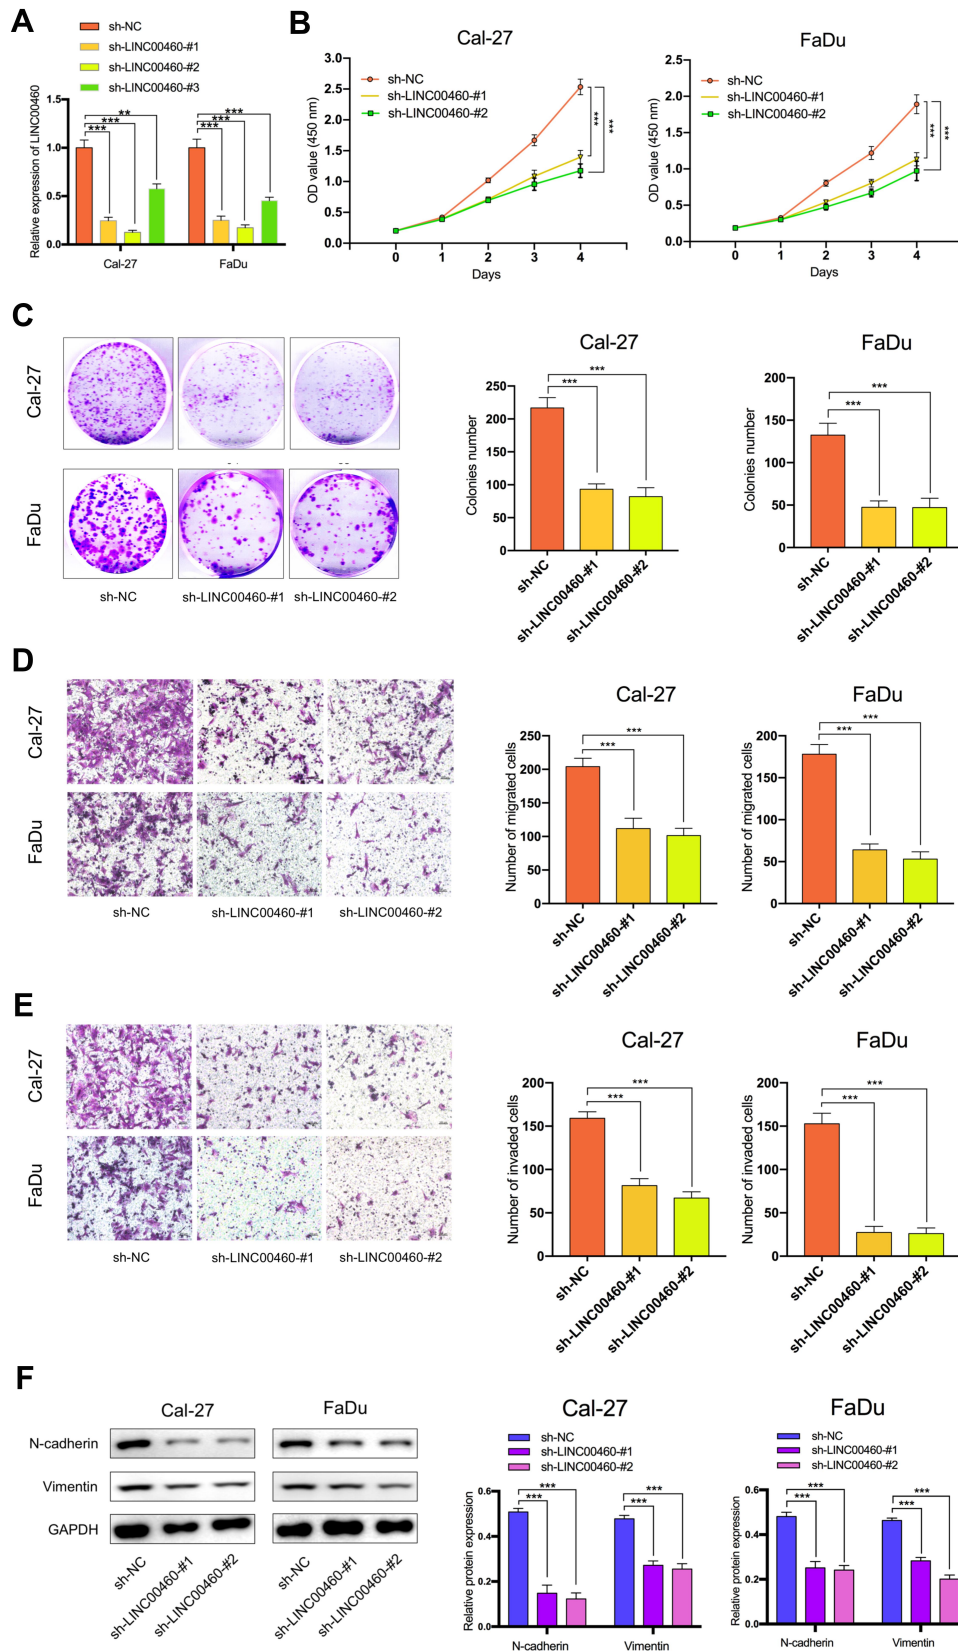 A
sh-NC
sh-LINC00460-#1
sh-LINC00460-#2
sh-LINC00460-#3
Relative expression of LINC00460
1.5
1.0
0.5
0.0
***
***
**
***
***
***
Cal-27
FaDu
B
Cal-27
sh-NC
sh-LINC00460-#1
sh-LINC00460-#2
OD value (450 nm)
3.0
2.5
2.0
1.5
1.0
0.5
0.0
***
***
0 1 2 3 4
Days
FaDu
sh-NC
sh-LINC00460-#1
sh-LINC00460-#2
OD value (450 nm)
2.5
2.0
1.5
1.0
0.5
0.0
***
***
0 1 2 3 4
Days
C
Cal-27
FaDu
sh-NC
sh-LINC00460-#1
sh-LINC00460-#2
Cal-27
Colonies number
250
200
150
100
50
0
***
***
sh-NC
sh-LINC00460-#1
sh-LINC00460-#2
FaDu
Colonies number
200
150
100
50
0
***
***
sh-NC
sh-LINC00460-#1
sh-LINC00460-#2
D
Cal-27
FaDu
sh-NC
sh-LINC00460-#1
sh-LINC00460-#2
Cal-27
Number of migrated cells
250
200
150
100
50
0
***
***
sh-NC
sh-LINC00460-#1
sh-LINC00460-#2
FaDu
Number of migrated cells
200
150
100
50
0
***
***
sh-NC
sh-LINC00460-#1
sh-LINC00460-#2
E
Cal-27
FaDu
sh-NC
sh-LINC00460-#1
sh-LINC00460-#2
Cal-27
Number of invaded cells
200
150
100
50
0
***
***
sh-NC
sh-LINC00460-#1
sh-LINC00460-#2
FaDu
Number of invaded cells
200
150
100
50
0
***
***
sh-NC
sh-LINC00460-#1
sh-LINC00460-#2
F
Cal-27
FaDu
N-cadherin
Vimentin
GAPDH
sh-NC
sh-LINC00460-#1
sh-LINC00460-#2
sh-NC
sh-LINC00460-#1
sh-LINC00460-#2
Cal-27
sh-NC
sh-LINC00460-#1
sh-LINC00460-#2
Relative protein expression
0.6
0.4
0.2
0.0
***
***
***
***
N-cadherin
Vimentin
FaDu
sh-NC
sh-LINC00460-#1
sh-LINC00460-#2
Relative protein expression
0.6
0.4
0.2
0.0
***
***
***
***
N-cadherin
Vimentin